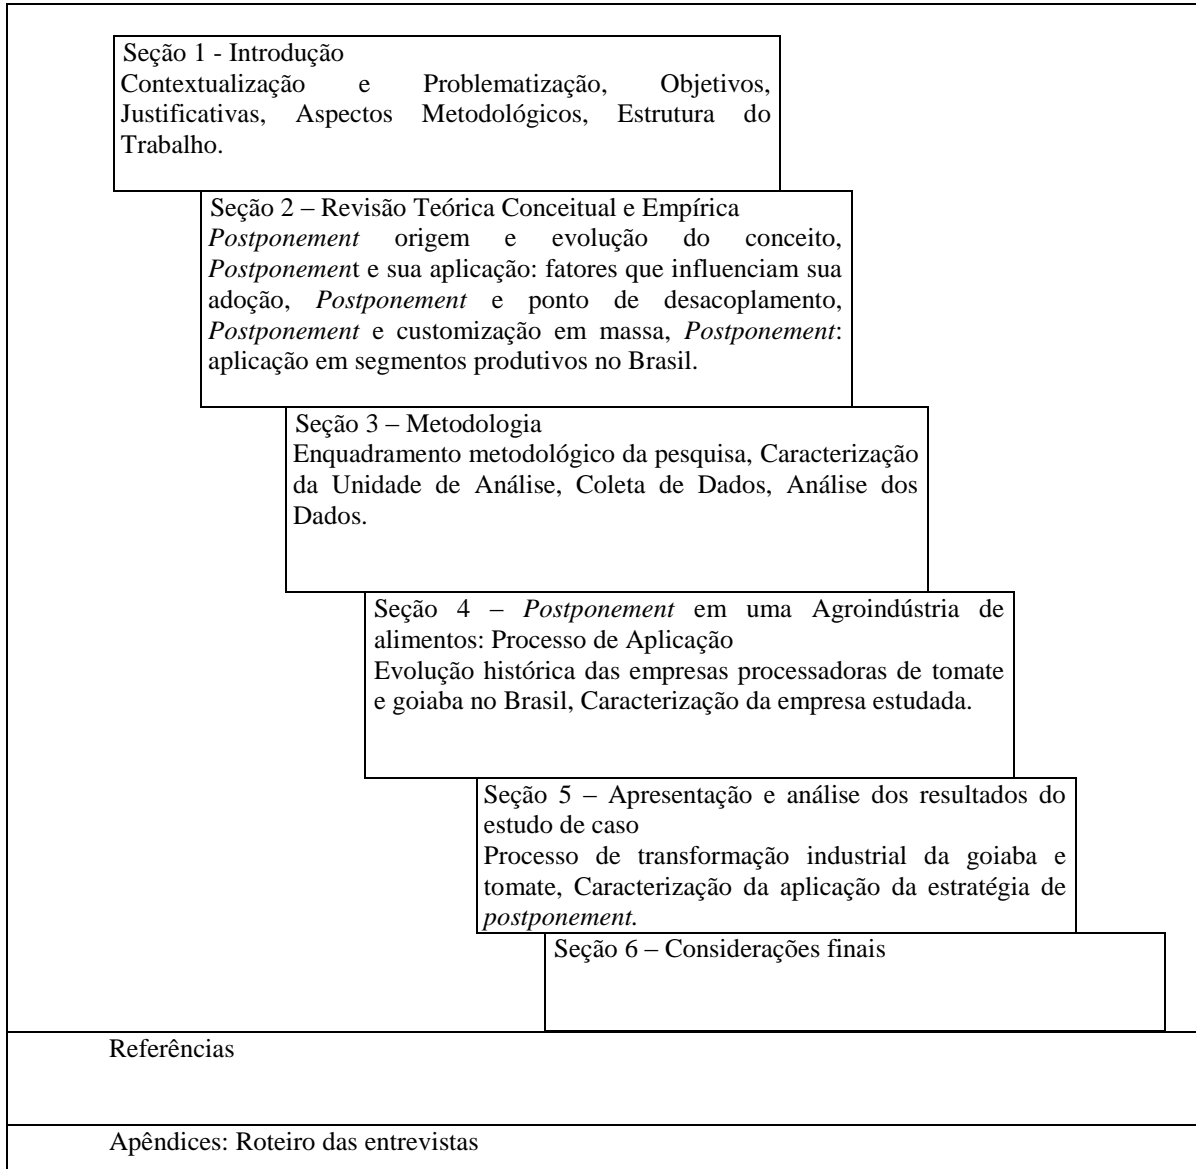 Seção 1 - Introdução
Contextualização e Problematização, Objetivos,
Justificativas, Aspectos Metodológicos, Estrutura do
Trabalho.
Seção 2 – Revisão Teórica Conceitual e Empírica
Postponement origem e evolução do conceito,
Postponement e sua aplicação: fatores que influenciam sua
adoção, Postponement e ponto de desacoplamento,
Postponement e customização em massa, Postponement:
aplicação em segmentos produtivos no Brasil.
Seção 3 – Metodologia
Enquadramento metodológico da pesquisa, Caracterização
da Unidade de Análise, Coleta de Dados, Análise dos
Dados.
Seção 4 – Postponement em uma Agroindústria de
alimentos: Processo de Aplicação
Evolução histórica das empresas processadoras de tomate
e goiaba no Brasil, Caracterização da empresa estudada.
Seção 5 – Apresentação e análise dos resultados do
estudo de caso
Processo de transformação industrial da goiaba e
tomate, Caracterização da aplicação da estratégia de
postponement.
Seção 6 – Considerações finais
Referências
Apêndices: Roteiro das entrevistas